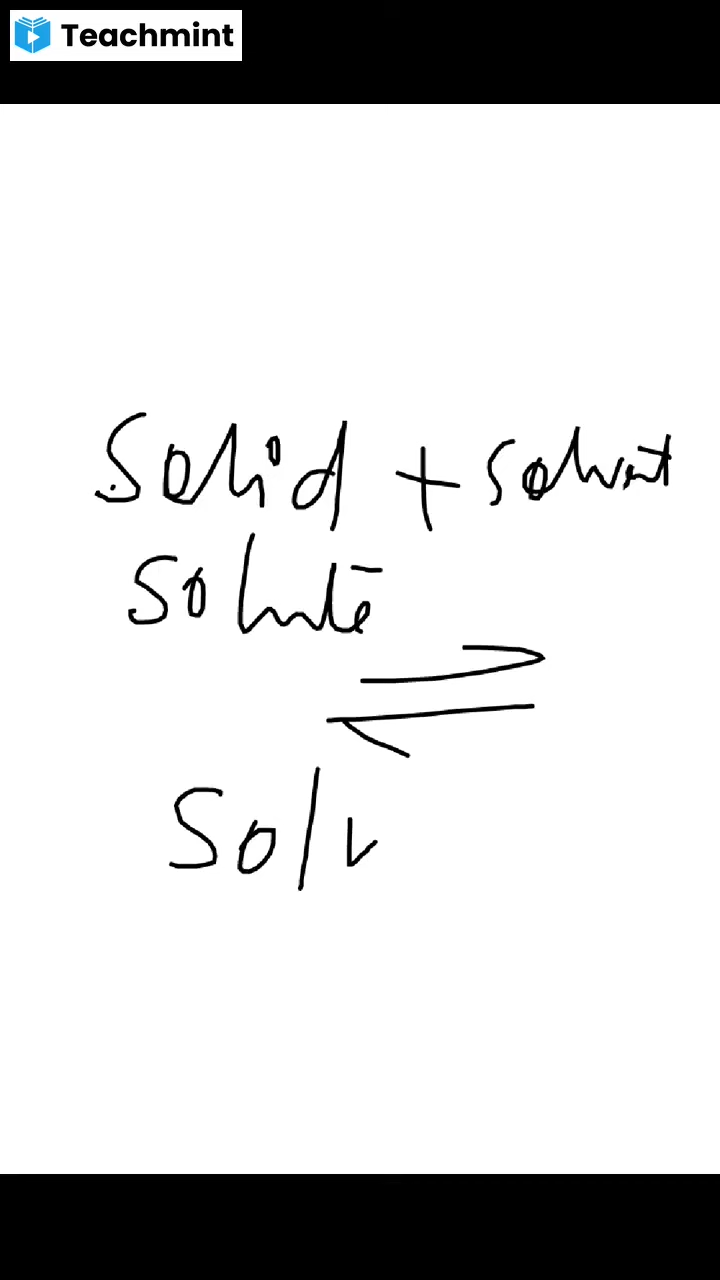 Teachmint
Solid + Solvent
Solute
⇌
Solv